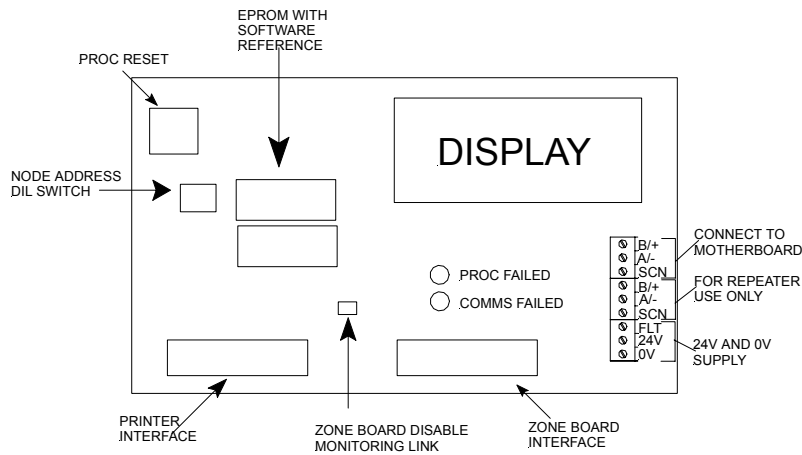 EPROM WITH
SOFTWARE
REFERENCE
PROC RESET
DISPLAY
NODE ADDRESS
DIL SWITCH
B/+
A/-
SCN
CONNECT TO
MOTHERBOARD
B/+
A/-
SCN
FOR REPEATER
USE ONLY
FLT
24V
0V
24V AND 0V
SUPPLY
PROC FAILED
COMMS FAILED
PRINTER
INTERFACE
ZONE BOARD DISABLE
MONITORING LINK
ZONE BOARD
INTERFACE